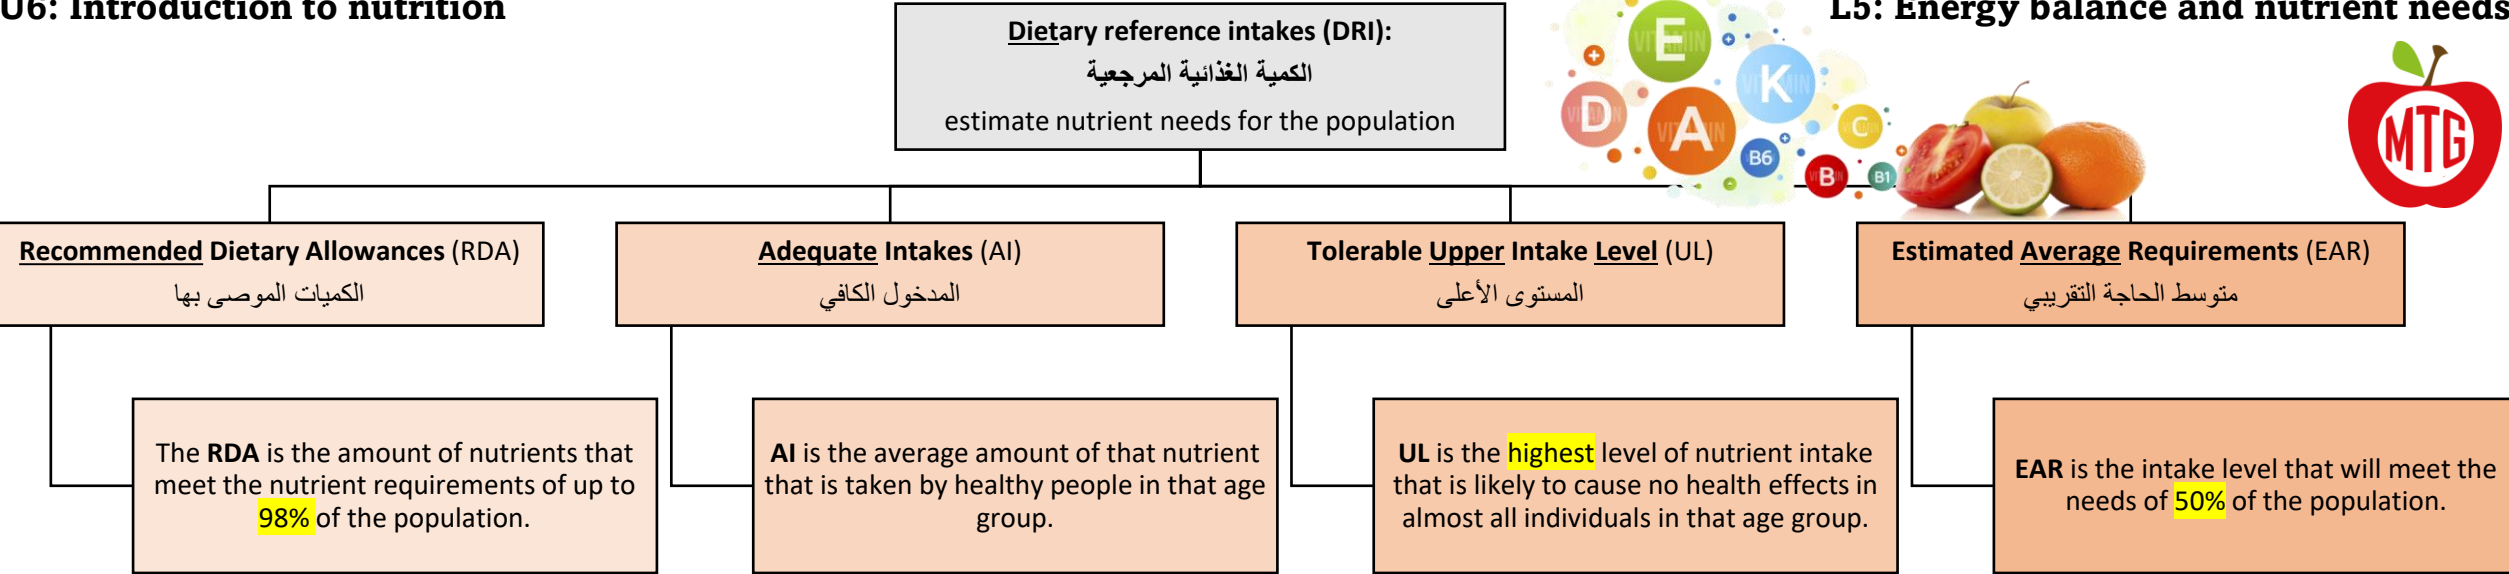 U6: Introduction to nutrition
L5: Energy balance and nutrient needs
Dietary reference intakes (DRI):
الكمية الغذائية المرجعية
estimate nutrient needs for the population
E
K
D
A
C
B6
B
B1
MTG
Recommended Dietary Allowances (RDA)
الكميات الموصى بها
Adequate Intakes (AI)
المدخول الكافي
Tolerable Upper Intake Level (UL)
المستوى الأعلى
Estimated Average Requirements (EAR)
متوسط الحاجة التقريبي
The RDA is the amount of nutrients that
meet the nutrient requirements of up to
98% of the population.
AI is the average amount of that nutrient
that is taken by healthy people in that age
group.
UL is the highest level of nutrient intake
that is likely to cause no health effects in
almost all individuals in that age group.
EAR is the intake level that will meet the
needs of 50% of the population.